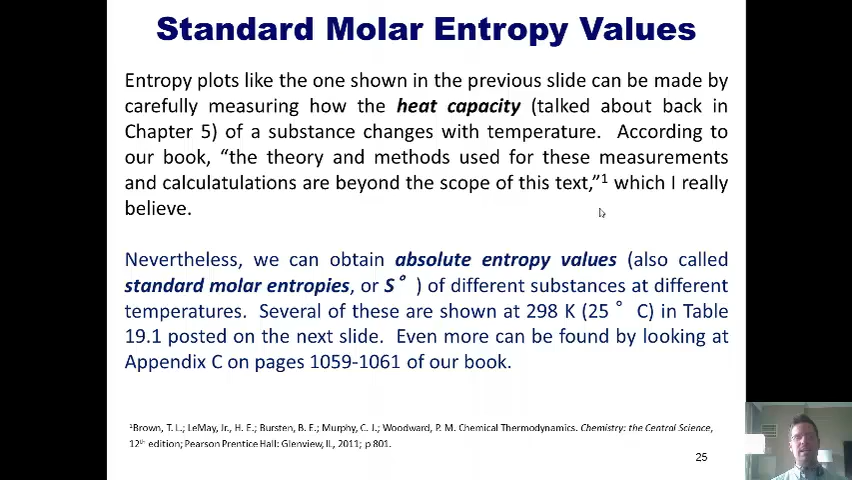 Standard Molar Entropy Values
Entropy plots like the one shown in the previous slide can be made by
carefully measuring how the heat capacity (talked about back in
Chapter 5) of a substance changes with temperature. According to
our book, “the theory and methods used for these measurements
and calculatulations are beyond the scope of this text,”1 which I really
believe.
Nevertheless, we can obtain absolute entropy values (also called
standard molar entropies, or S°) of different substances at different
temperatures. Several of these are shown at 298 K (25 ° C) in Table
19.1 posted on the next slide. Even more can be found by looking at
Appendix C on pages 1059-1061 of our book.
1Brown, T. L.; LeMay, Jr., H. E.; Bursten, B. E.; Murphy, C. J.; Woodward, P. M. Chemical Thermodynamics. Chemistry: the Central Science,
12th edition; Pearson Prentice Hall: Glenview, IL, 2011; p 801.
25